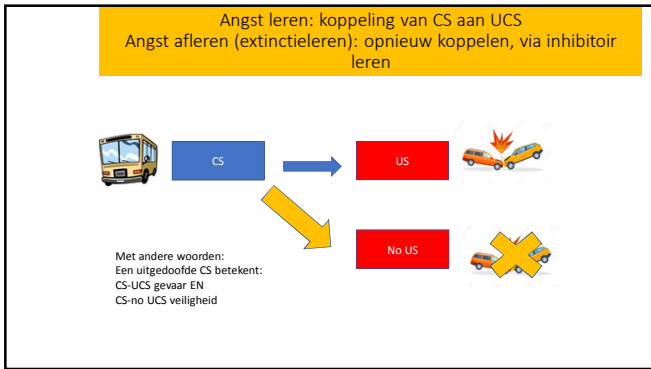 Angst leren: koppeling van CS aan UCS
Angst afleren (extinctieleren): opnieuw koppelen, via inhibitoir
leren
CS
US
No US
Met andere woorden:
Een uitgedoofde CS betekent:
CS-UCS gevaar EN
CS-no UCS veiligheid